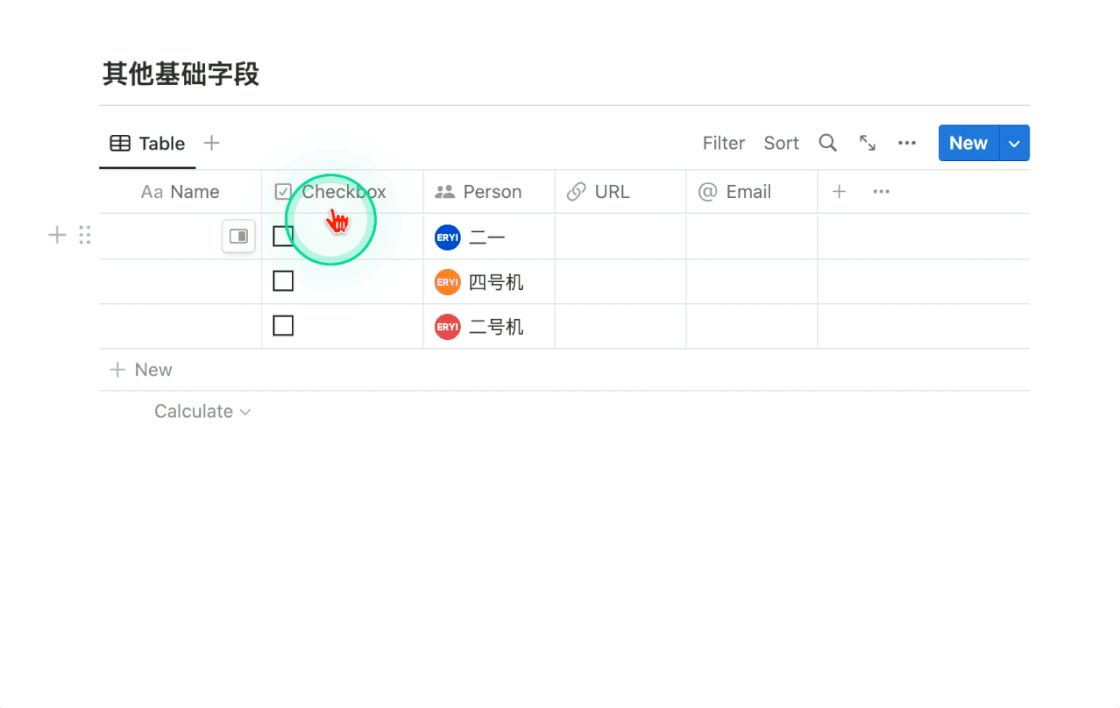 其他基础字段
Table
Filter Sort New
Aa Name Checkbox Person URL @ Email
ERYI 二一
ERYI 四号机
ERYI 二号机
New
Calculate